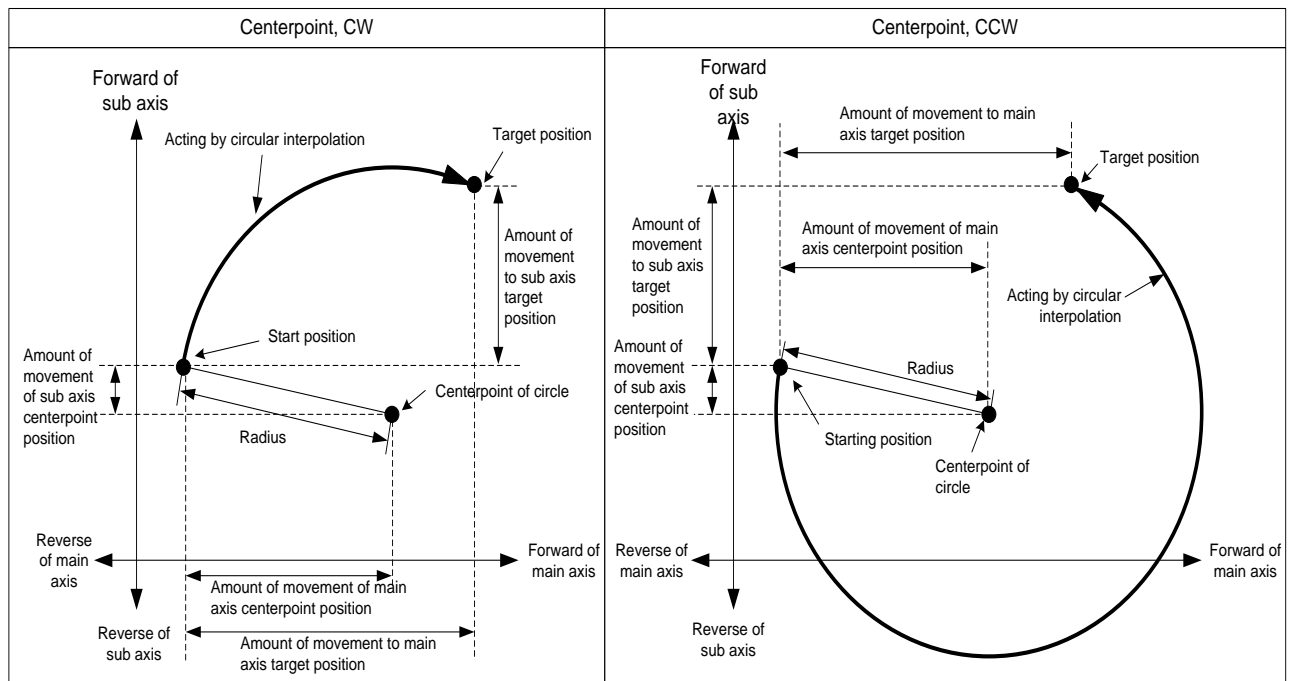 Centerpoint, CW
Forward of
sub axis
Acting by circular interpolation
Target position
Amount of
movement
to sub axis
target
position
Start position
Amount of
movement
of sub axis
centerpoint
position
Centerpoint of circle
Radius
Reverse
of main
axis
Forward of
main axis
Amount of movement of main
axis centerpoint position
Reverse of
sub axis
Amount of movement to main
axis target position
Centerpoint, CCW
Forward
of sub
axis
Amount of movement to main
axis target position
Target position
Amount of
movement
to sub axis
target
position
Amount of movement of main
axis centerpoint position
Acting by circular
interpolation
Amount of
movement
of sub axis
centerpoint
position
Radius
Starting position
Centerpoint of
circle
Reverse of
main axis
Forward of
main axis
Reverse of
sub axis